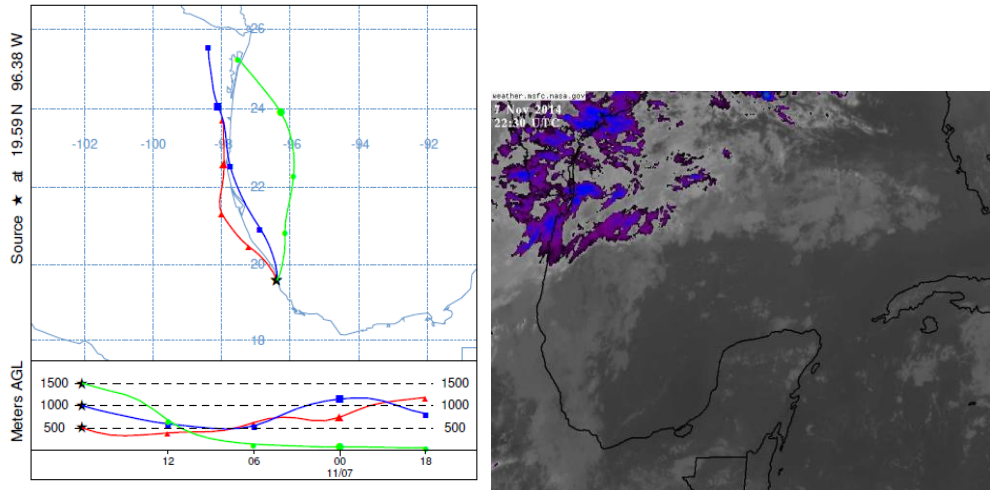 Source ★ at 19.59 N 96.38 W
26
24
-102 -100 -98 -96 -94 -92
22
20
18
Meters AGL
1500 1500
1000 1000
500 500
12 06 00 18
11/07
weather.msfc.nasa.gov
7 Nov 2014
22:30 UTC